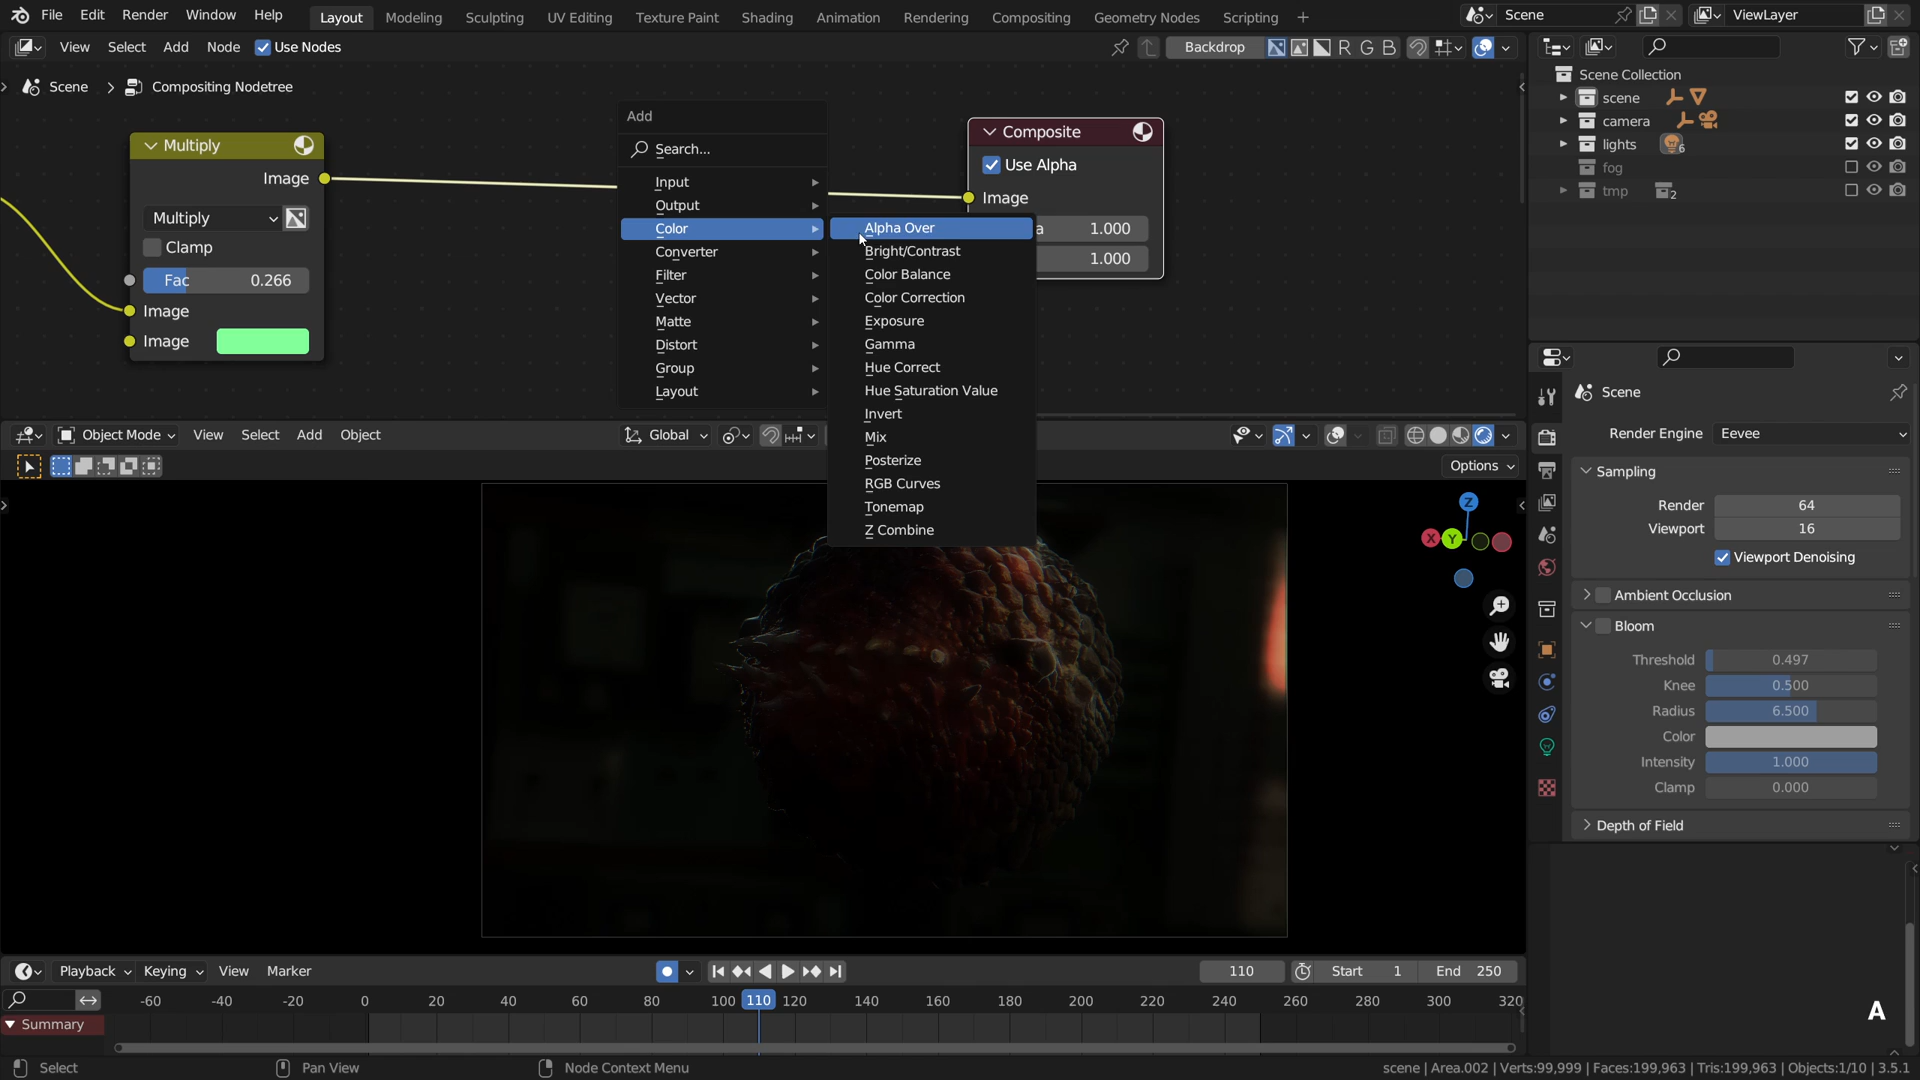 File Edit Render Window Help Layout Modeling Sculpting UV Editing Texture Paint Shading Animation Rendering Compositing Geometry Nodes Scripting + Scene ViewLayer
View Select Add Node Use Nodes Backdrop R G B
Scene > Compositing Nodetree
Multiply
Image
Multiply
Clamp
Fac 0.266
Image
Image
Add
Search...
Input
Output
Color
Converter
Filter
Vector
Matte
Distort
Group
Layout
Alpha Over
Bright/Contrast
Color Balance
Color Correction
Exposure
Gamma
Hue Correct
Hue Saturation Value
Invert
Mix
Posterize
RGB Curves
Tonemap
Z Combine
Composite
Use Alpha
Image
a 1.000
1.000
Scene Collection
scene
camera
lights 6
fog
tmp 2
Scene
Render Engine Eevee
Sampling
Render 64
Viewport 16
Viewport Denoising
Ambient Occlusion
Bloom
Threshold 0.497
Knee 0.500
Radius 6.500
Color
Intensity 1.000
Clamp 0.000
Depth of Field
Object Mode View Select Add Object Global
Options
Z
X Y
Playback Keying View Marker 110 Start 1 End 250
-60 -40 -20 0 20 40 60 80 100 110 120 140 160 180 200 220 240 260 280 300 320
Summary
A
Select Pan View Node Context Menu scene | Area.002 | Verts:99,999 | Faces:199,963 | Tris:199,963 | Objects:1/10 | 3.5.1